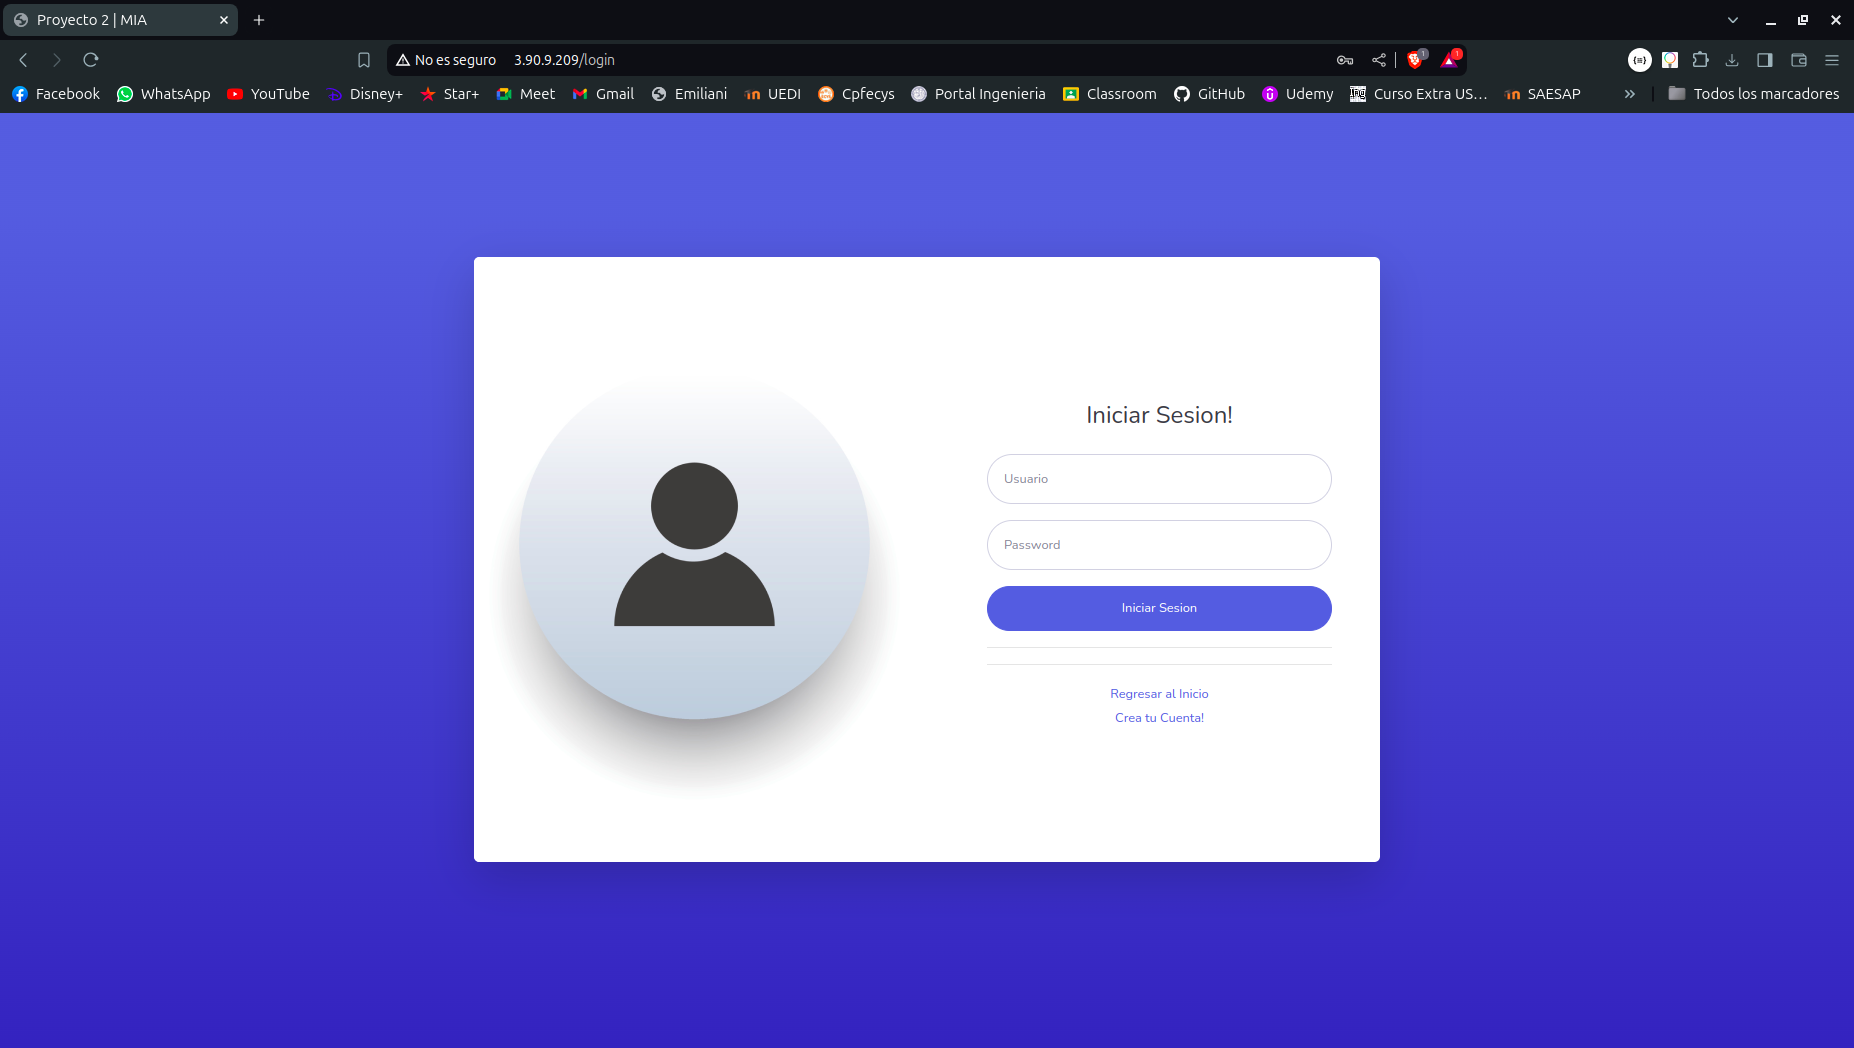 Proyecto 2 | MIA
No es seguro 3.90.9.209/login
1 1
Facebook WhatsApp YouTube Disney+ Star+ Meet Gmail Emiliani UEDI Cpfecys Portal Ingenieria Classroom GitHub Udemy Curso Extra US... SAESAP » Todos los marcadores
Iniciar Sesion!
Usuario
Password
Iniciar Sesion
Regresar al Inicio
Crea tu Cuenta!